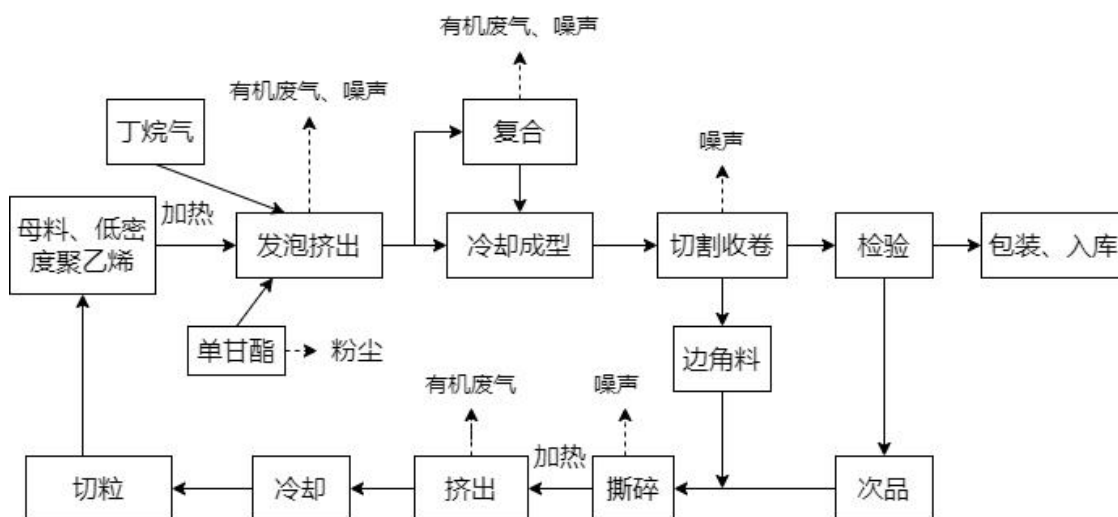 有机废气、噪声
有机废气、噪声
丁烷气
复合
噪声
母料、低密
度聚乙烯
加热
发泡挤出
冷却成型
切割收卷
检验
包装、入库
单甘酯
粉尘
边角料
有机废气
噪声
切粒
冷却
挤出
加热
撕碎
次品